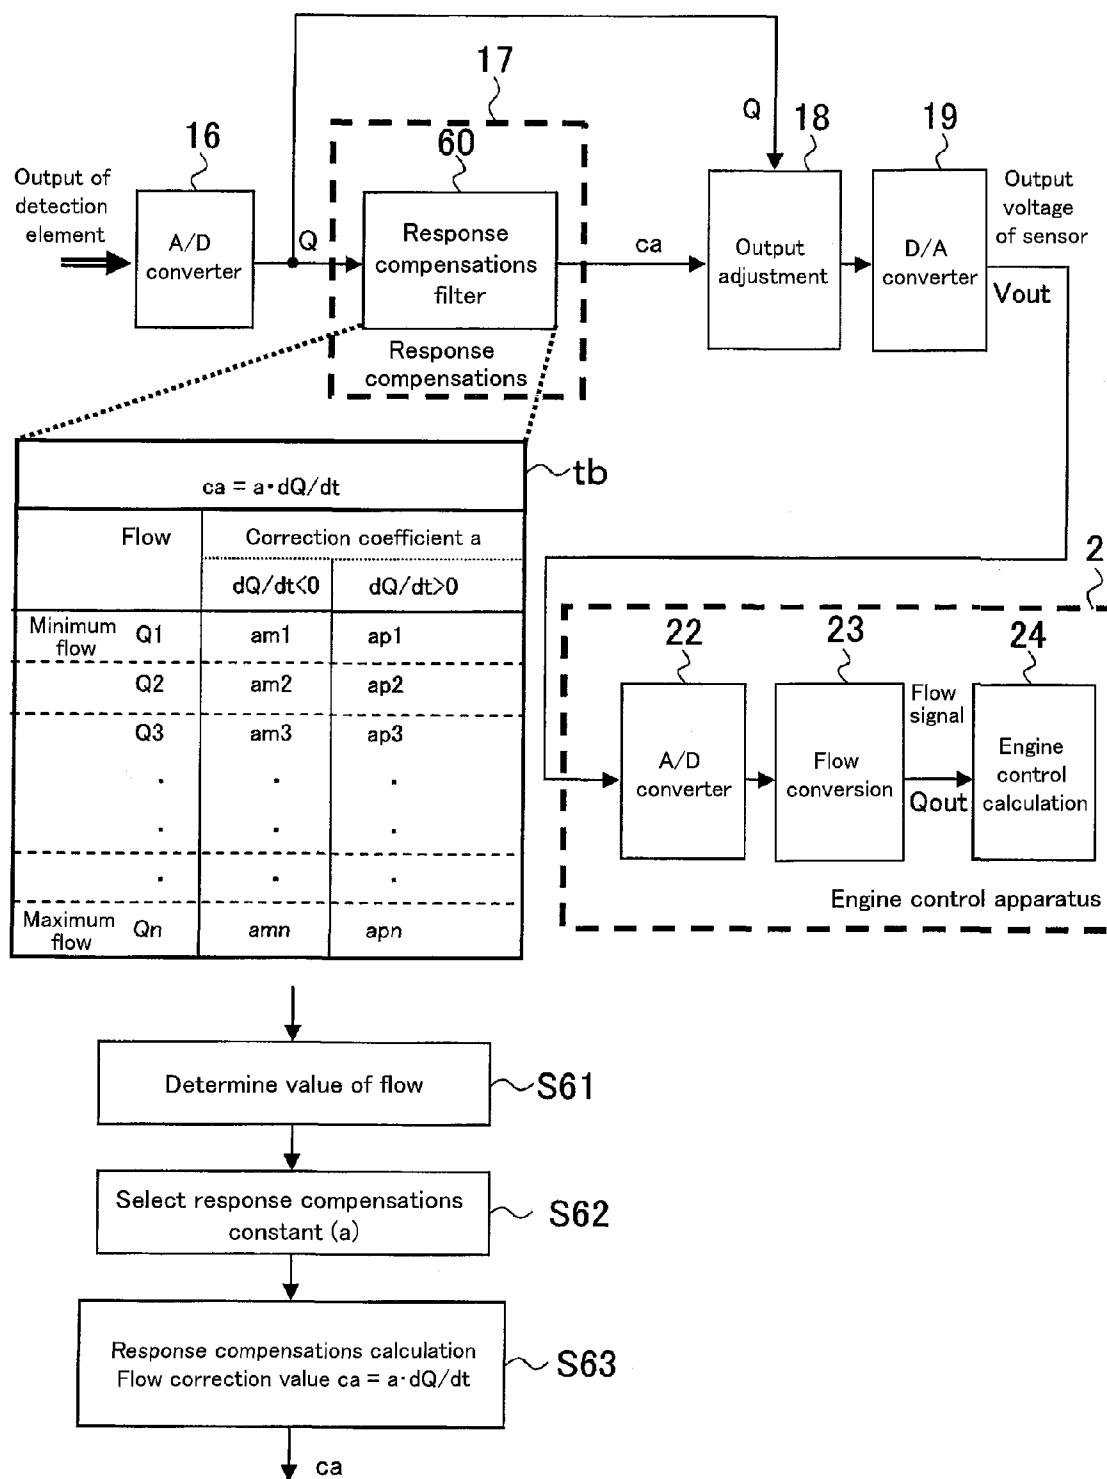 17
Q
18
19
16
60
Output of
detection
element
A/D
converter
Q
Response
compensations
filter
ca
Output
adjustment
D/A
converter
Output
voltage
of sensor
Vout
Response
compensations
tb
ca = a·dQ/dt
Flow
Correction coefficient a
dQ/dt<0
dQ/dt>0
Minimum
flow
Q1
am1
ap1
Q2
am2
ap2
Q3
am3
ap3
.
.
.
.
.
.
.
.
.
Maximum
flow
Qn
amn
apn
2
22
23
24
A/D
converter
Flow
conversion
Flow
signal
Qout
Engine
control
calculation
Engine control apparatus
Determine value of flow
S61
Select response compensations
constant (a)
S62
Response compensations calculation
Flow correction value ca = a·dQ/dt
S63
ca